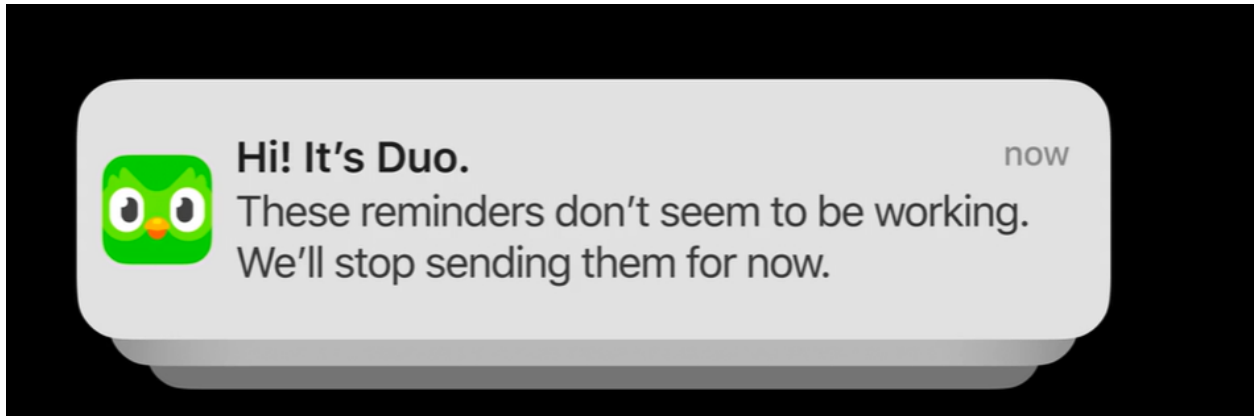 Hi! It’s Duo.
now
These reminders don’t seem to be working.
We’ll stop sending them for now.